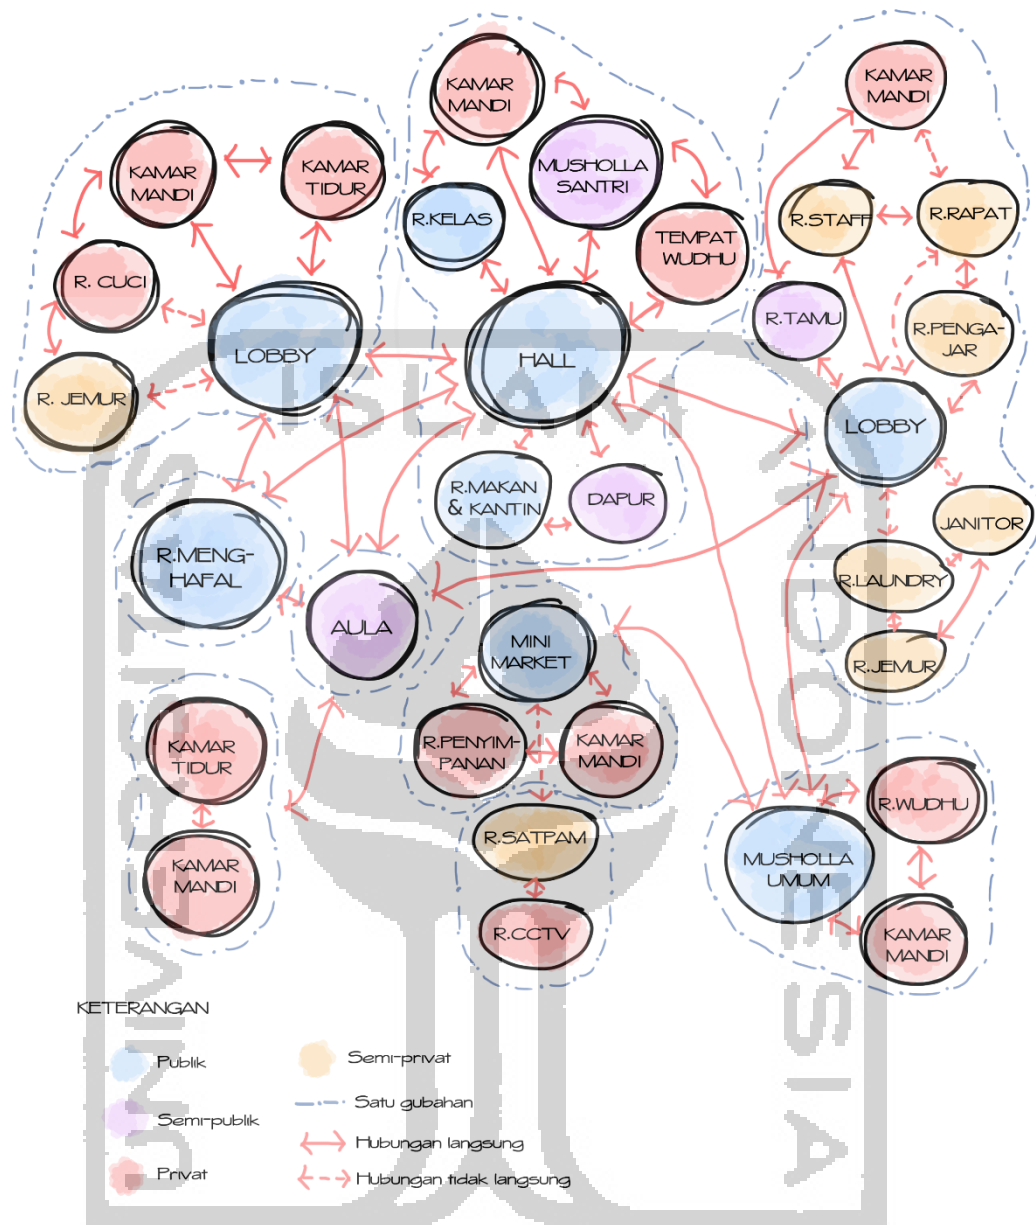 KAMAR
MANDI
KAMAR
TIDUR
R. CUCI
R. JEMUR
LOBBY
KAMAR
MANDI
MUSHOLLA
SANTRI
R.KELAS
TEMPAT
WUDHU
HALL
R.MAKAN
& KANTIN
DAPUR
KAMAR
MANDI
R.STAFF
R.RAPAT
R.TAMU
R.PENGA-
JAR
LOBBY
JANITOR
R.LAUNDRY
R.JEMUR
R.MENG-
HAFAL
AULA
MINI
MARKET
R.PENYIM-
PANAN
KAMAR
MANDI
R.SATPAM
R.CCTV
KAMAR
TIDUR
KAMAR
MANDI
MUSHOLLA
UMUM
R.WUDHU
KAMAR
MANDI
KETERANGAN
Publik
Semi-publik
Privat
Semi-privat
Satu gubahan
Hubungan langsung
Hubungan tidak langsung
UNIVERSITAS
ISLAM
INDONESIA